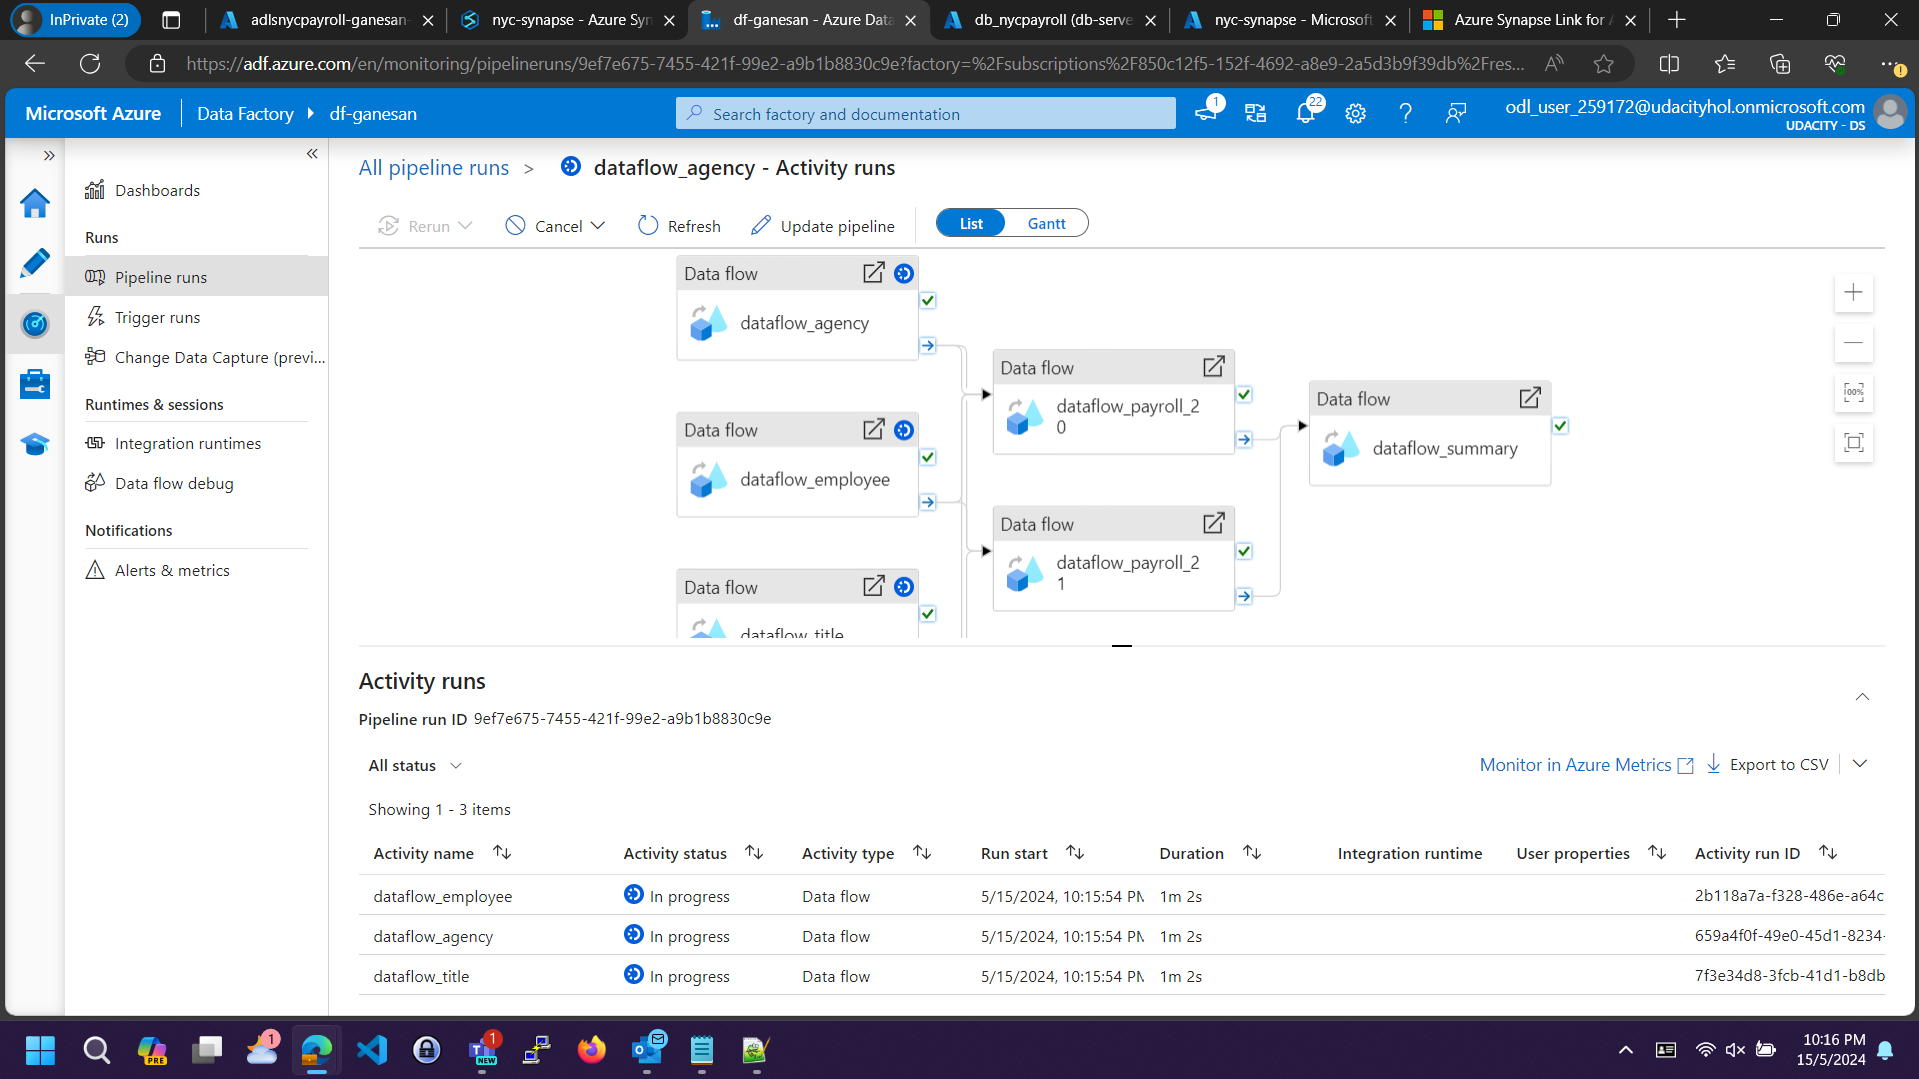 InPrivate (2)
adlsnycpayroll-ganesan-
nyc-synapse - Azure Syn
df-ganesan - Azure Data
db_nycpayroll (db-serve
nyc-synapse - Microsoft
Azure Synapse Link for A
https://adf.azure.com/en/monitoring/pipelineruns/9ef7e675-7455-421f-99e2-a9b1b8830c9e?factory=%2Fsubscriptions%2F850c12f5-152f-4692-a8e9-2a5d3b9f39db%2Fres...
Microsoft Azure
Data Factory
df-ganesan
Search factory and documentation
1
22
odl_user_259172@udacityhol.onmicrosoft.com
UDACITY - DS
Dashboards
Runs
Pipeline runs
Trigger runs
Change Data Capture (previ...
Runtimes & sessions
Integration runtimes
Data flow debug
Notifications
Alerts & metrics
All pipeline runs > dataflow_agency - Activity runs
Rerun
Cancel
Refresh
Update pipeline
List
Gantt
Data flow
dataflow_agency
Data flow
dataflow_employee
Data flow
dataflow_title
Data flow
dataflow_payroll_2
0
Data flow
dataflow_payroll_2
1
Data flow
dataflow_summary
100%
Activity runs
Pipeline run ID 9ef7e675-7455-421f-99e2-a9b1b8830c9e
All status
Monitor in Azure Metrics
Export to CSV
Showing 1 - 3 items
Activity name Activity status Activity type Run start Duration Integration runtime User properties Activity run ID
dataflow_employee In progress Data flow 5/15/2024, 10:15:54 PM 1m 2s 2b118a7a-f328-486e-a64c
dataflow_agency In progress Data flow 5/15/2024, 10:15:54 PM 1m 2s 659a4f0f-49e0-45d1-8234-
dataflow_title In progress Data flow 5/15/2024, 10:15:54 PM 1m 2s 7f3e34d8-3fcb-41d1-b8db
PRE
1
1
NEW
10:16 PM
15/5/2024